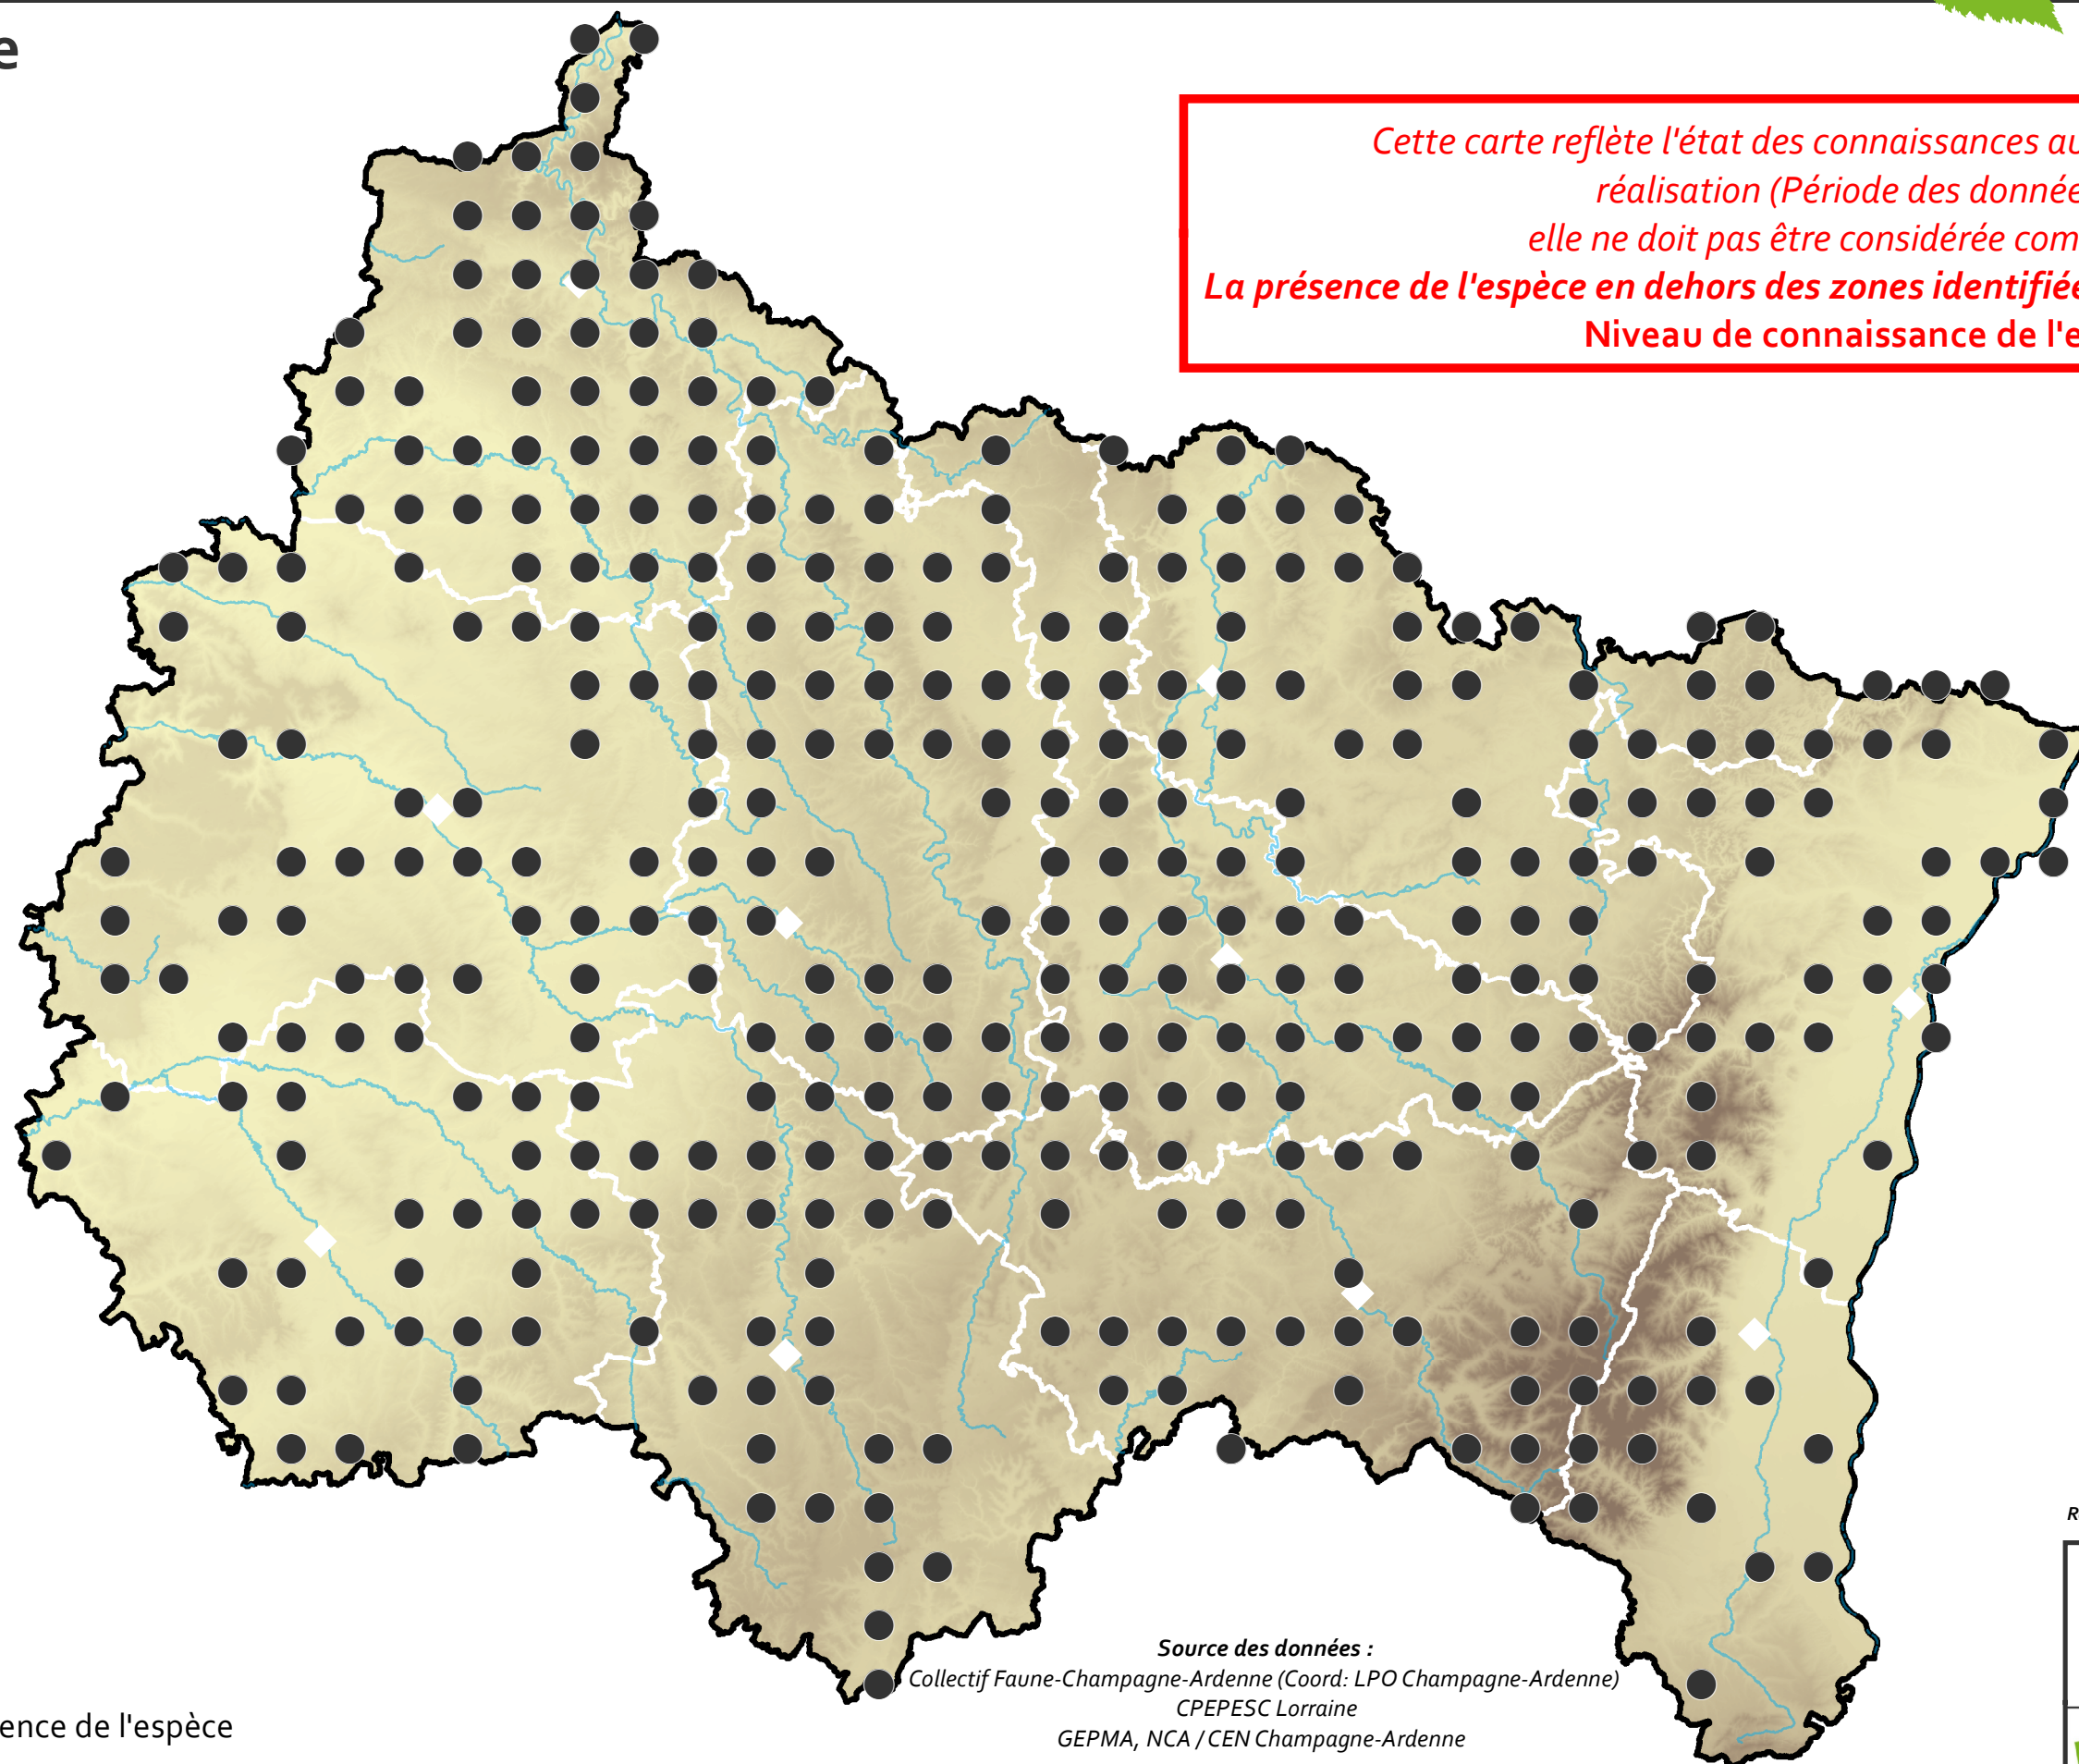 e
Cette carte reflète l'état des connaissances au
réalisation (Période des donnée
elle ne doit pas être considérée com
La présence de l'espèce en dehors des zones identifiée
Niveau de connaissance de l'e
R
Source des données :
Collectif Faune-Champagne-Ardenne (Coord: LPO Champagne-Ardenne)
CPEPESC Lorraine
GEPMA, NCA / CEN Champagne-Ardenne
ence de l'espèce